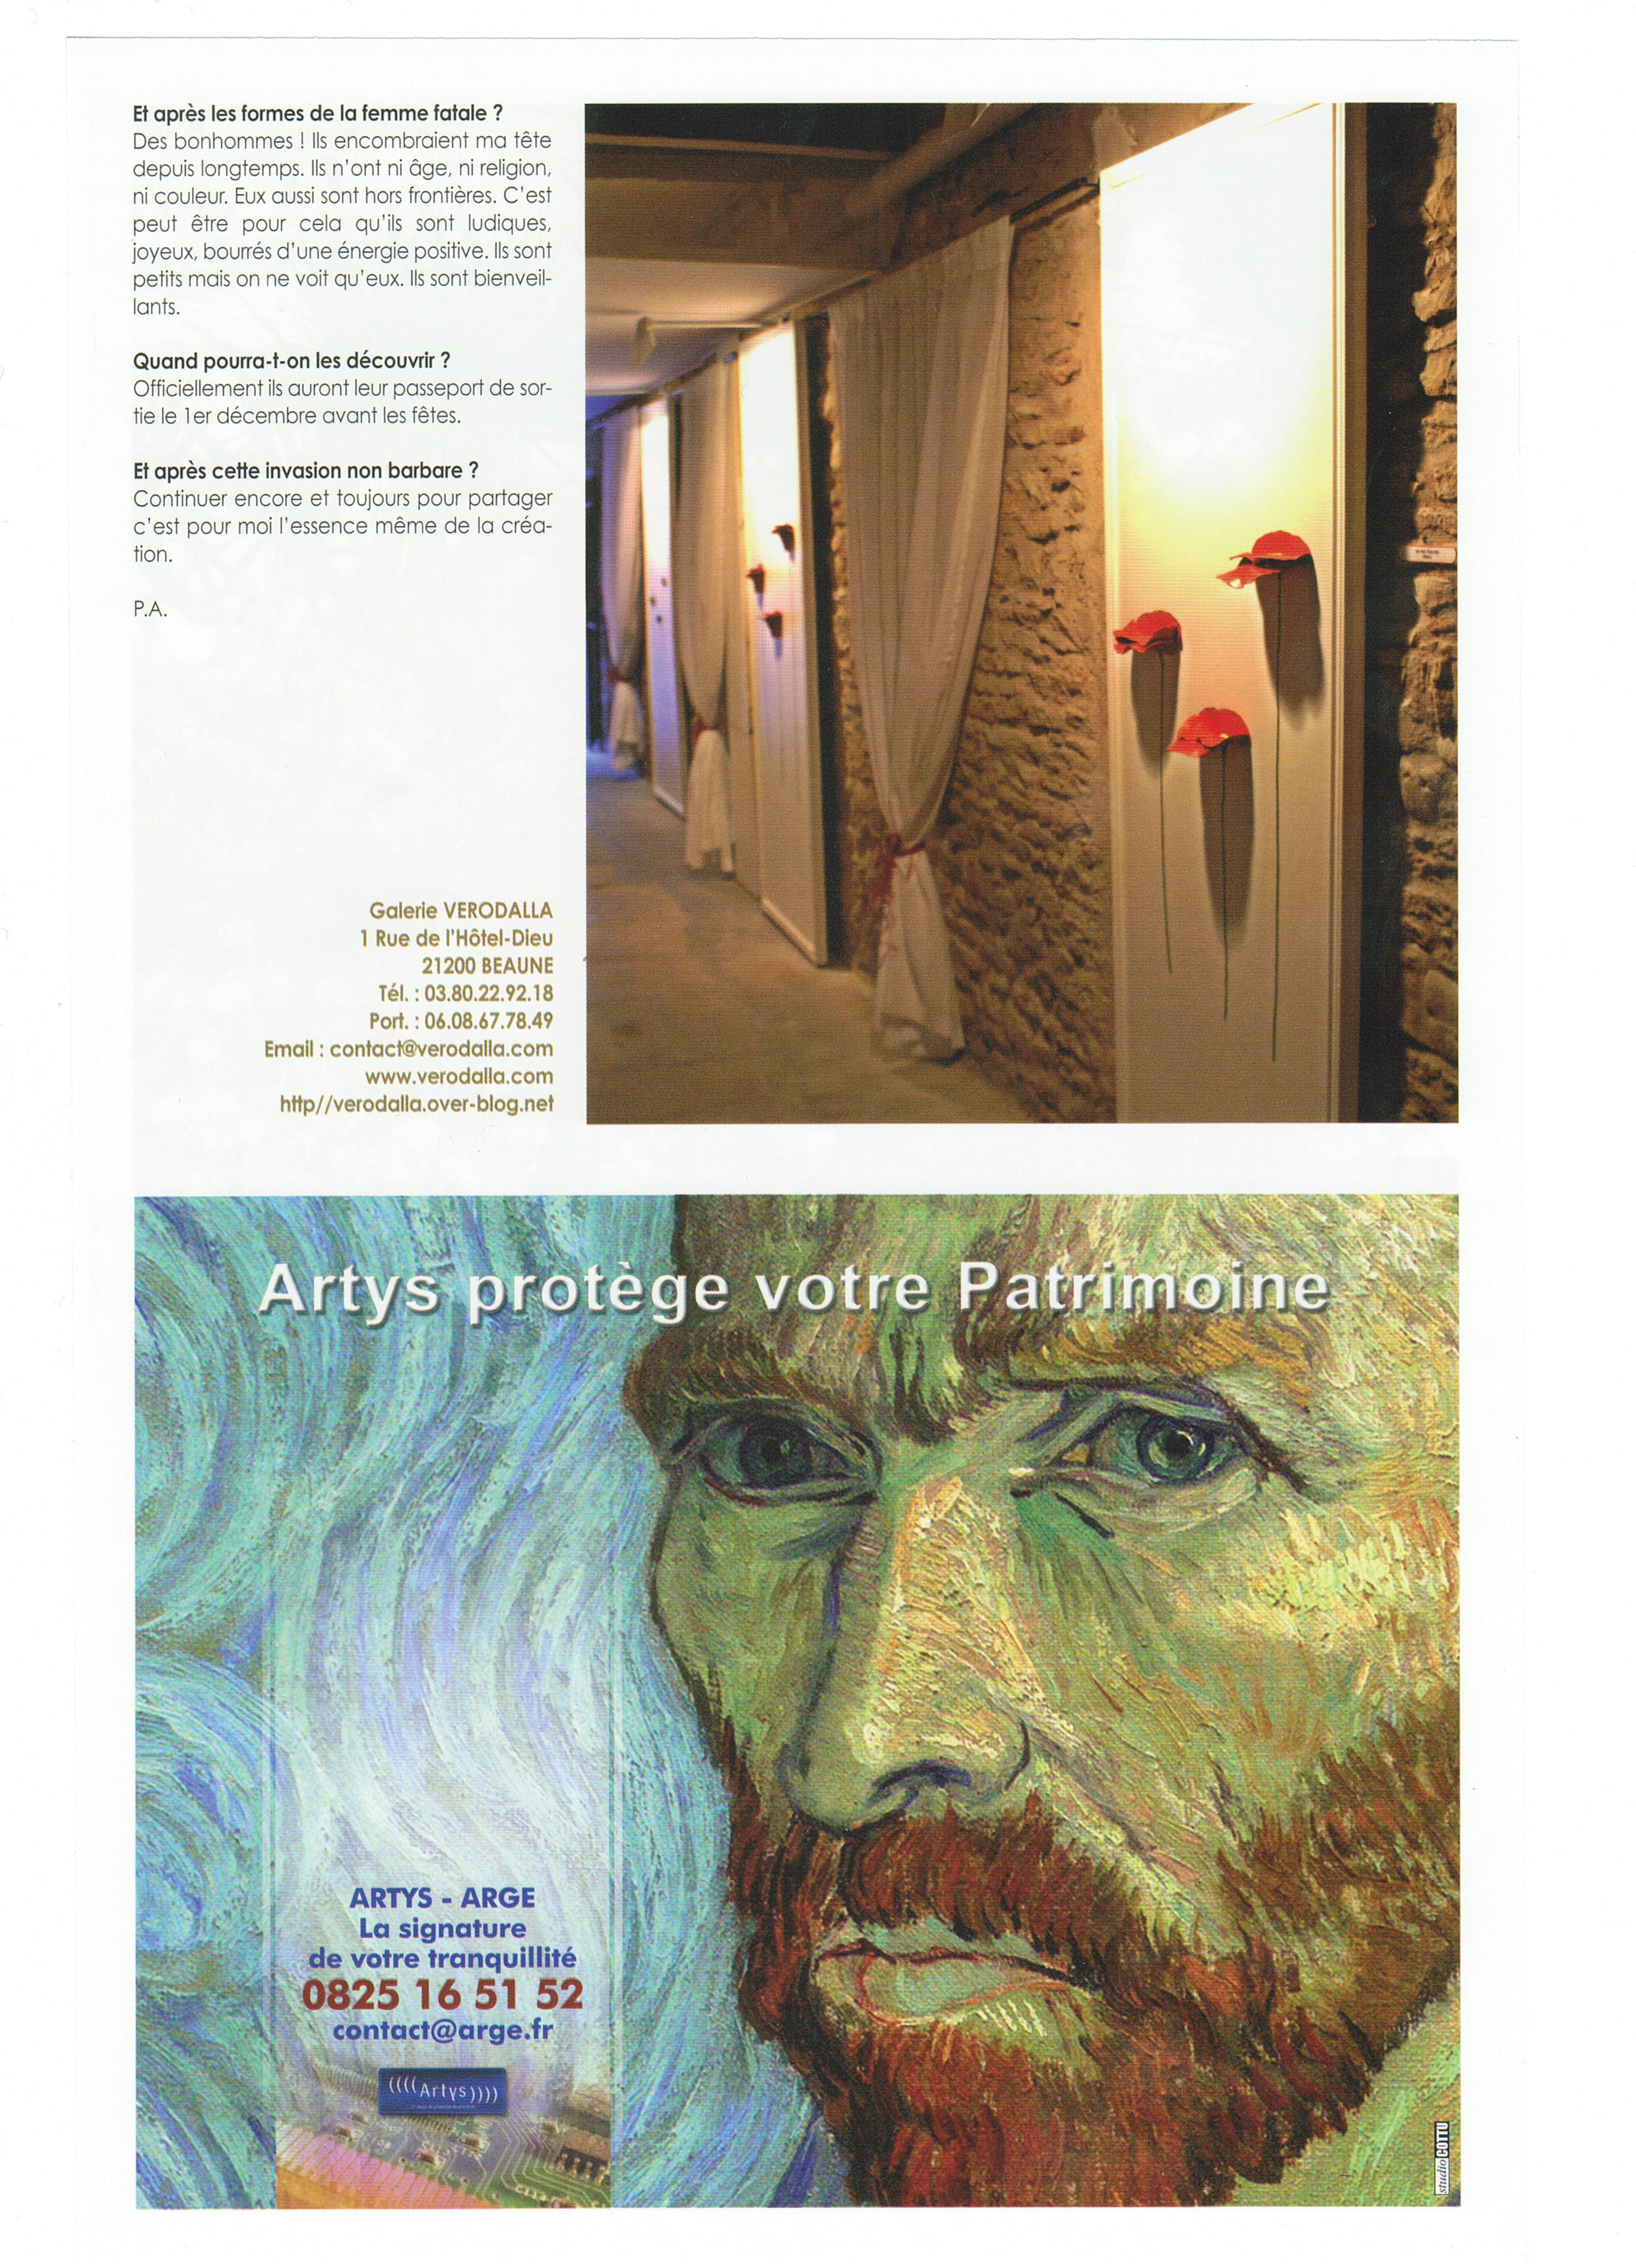 Et après les formes de la femme fatale ?
Des bonhommes ! Ils encombraient ma tête
depuis longtemps. Ils n'ont ni âge, ni religion,
ni couleur. Eux aussi sont hors frontières. C'est
peut être pour cela qu'ils sont ludiques,
joyeux, bourrés d'une énergie positive. Ils sont
petits mais on ne voit qu'eux. Ils sont bienveil-
lants.
Quand pourra-t-on les découvrir ?
Officiellement ils auront leur passeport de sor-
tie le 1er décembre avant les fêtes.
Et après cette invasion non barbare ?
Continuer encore et toujours pour partager
c'est pour moi l'essence même de la créa-
tion.
P.A.
Galerie VERODALLA
1 Rue de l'Hôtel-Dieu
21200 BEAUNE
Tél. : 03.80.22.92.18
Port. : 06.08.67.78.49
Email : contact@verodalla.com
www.verodalla.com
http//verodalla.over-blog.net
Artys protège votre Patrimoine
ARTYS - ARGE
La signature
de votre tranquillité
0825 16 51 52
contact@arge.fr
((((Artys))))
studio COTTU